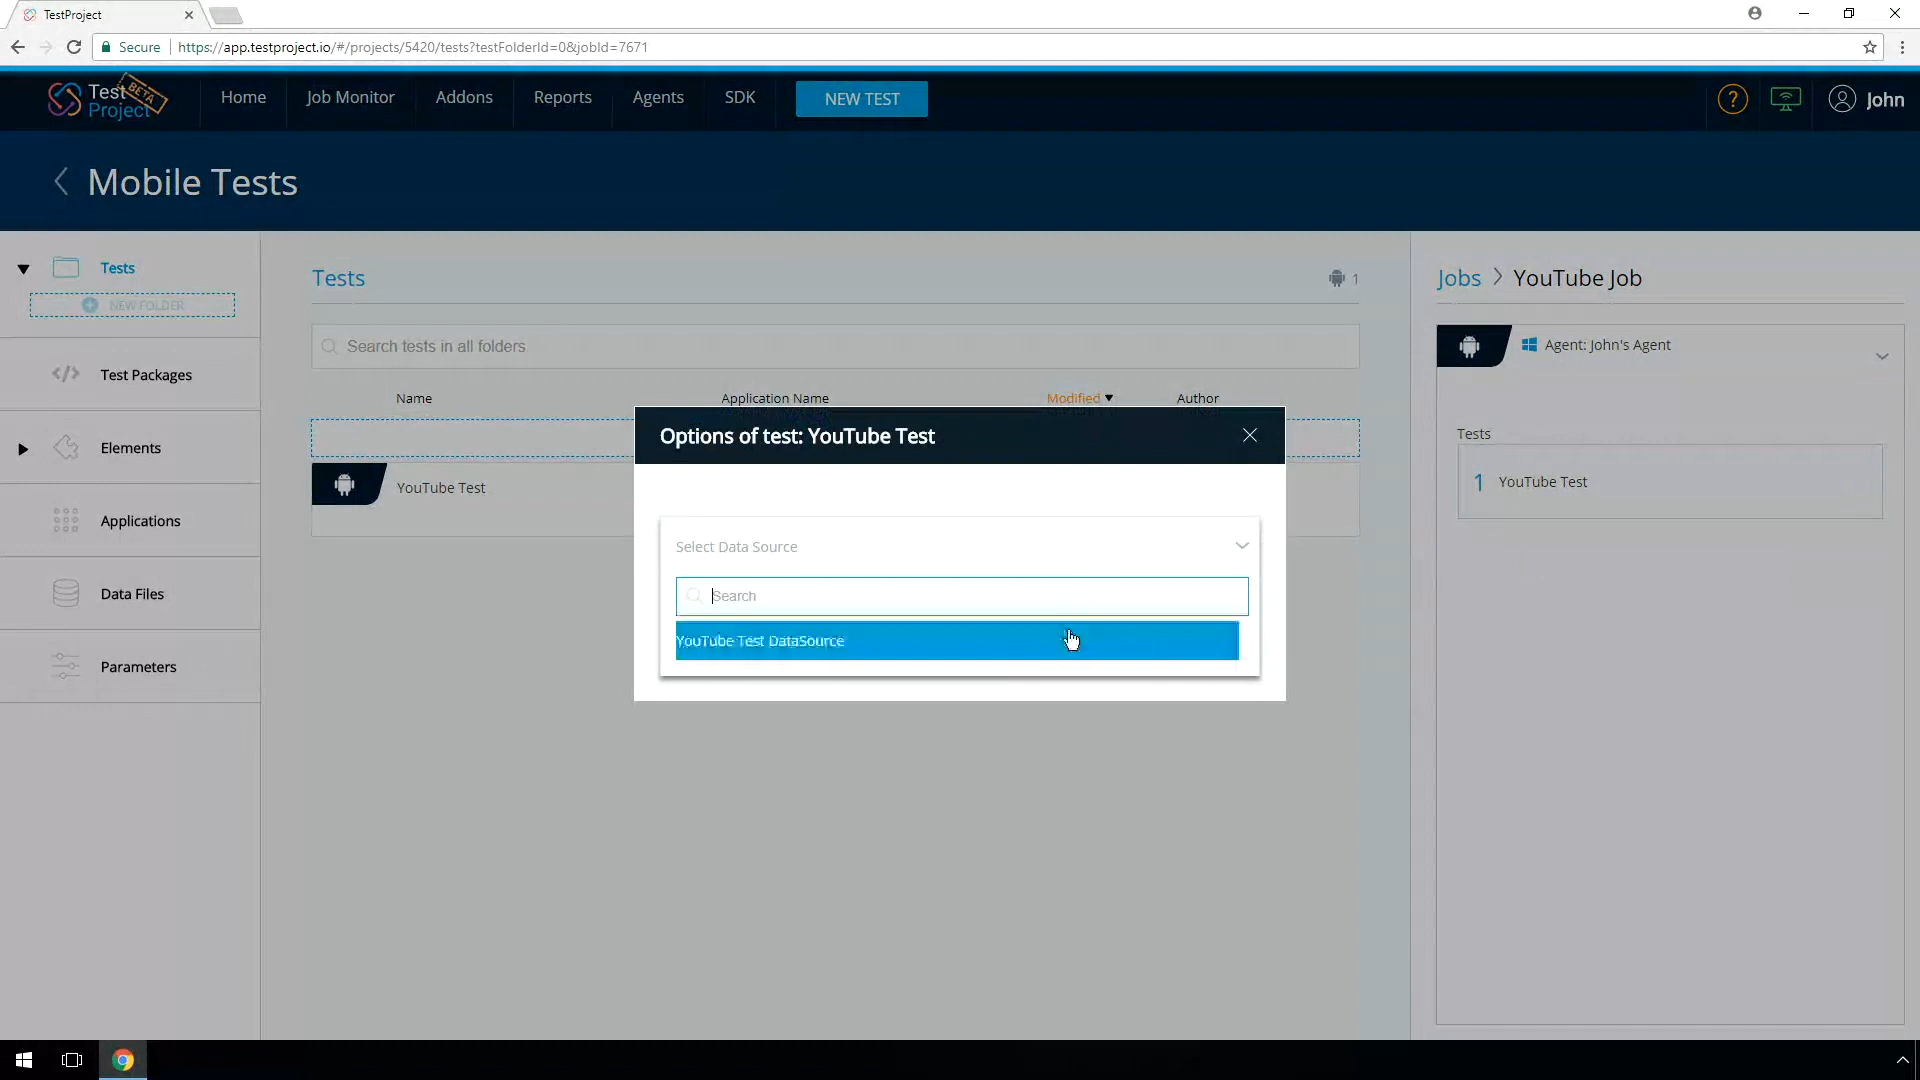 TestProject
Secure
https://app.testproject.io/#/projects/5420/tests?testFolderId=0&jobId=7671
Test
Project
BETA
Home
Job Monitor
Addons
Reports
Agents
SDK
NEW TEST
?
John
Mobile Tests
Tests
NEW FOLDER
Test Packages
Elements
Applications
Data Files
Parameters
Tests
1
Search tests in all folders
Name
Application Name
Modified
Author
YouTube Test
Options of test: YouTube Test
Select Data Source
Search
YouTube Test DataSource
Jobs > YouTube Job
Agent: John's Agent
Tests
1 YouTube Test